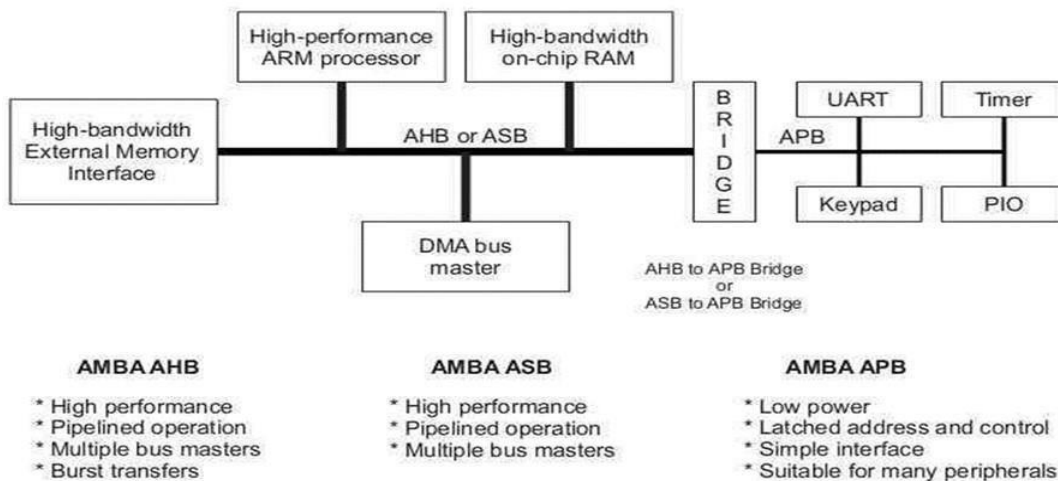 High-performance
ARM processor
High-bandwidth
on-chip RAM
High-bandwidth
External Memory
Interface
AHB or ASB
B
R
I
D
G
E
APB
UART
Timer
Keypad
PIO
DMA bus
master
AHB to APB Bridge
or
ASB to APB Bridge
AMBA AHB
* High performance
* Pipelined operation
* Multiple bus masters
* Burst transfers
AMBA ASB
* High performance
* Pipelined operation
* Multiple bus masters
AMBA APB
* Low power
* Latched address and control
* Simple interface
* Suitable for many peripherals